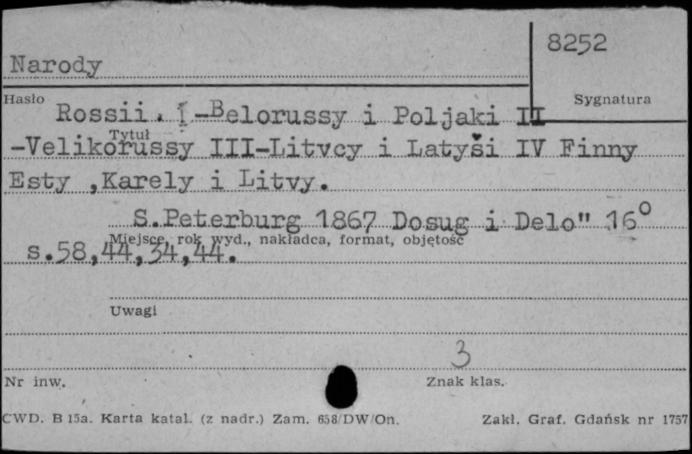 8252
Narody
Hasło
Sygnatura
Rossii. I-Belorussy i Poljaki II
Tytuł
-Velikorussy III-Litvcy i Latyši IV Finny
Esty ,Karely i Litvy.
S.Peterburg 1867 Dosug i Delo" 16°
Miejsce, rok wyd., nakładca, format, objętość
s.58,44,34,44.
Uwagi
3
Nr inw.
Znak klas.
CWD. B 15a. Karta katal. (z nadr.) Zam. 658/DW/On.
Zakł. Graf. Gdańsk nr 1757